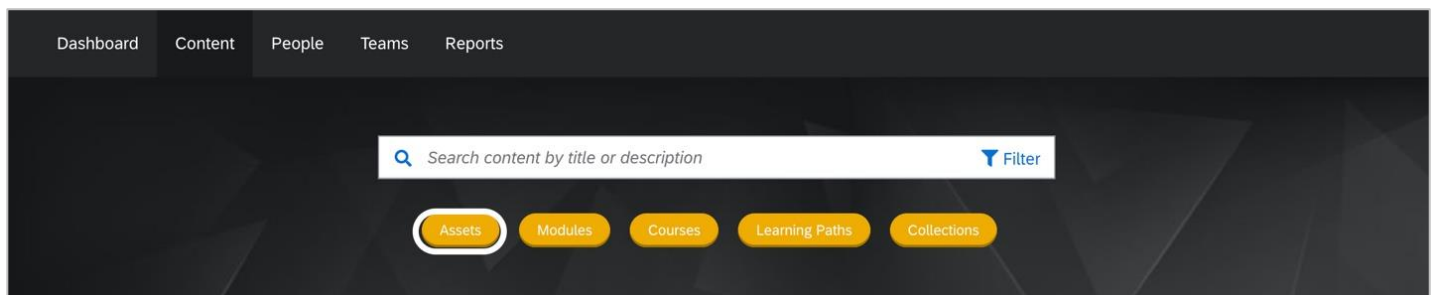 Dashboard Content People Teams Reports
Search content by title or description Filter
Assets Modules Courses Learning Paths Collections